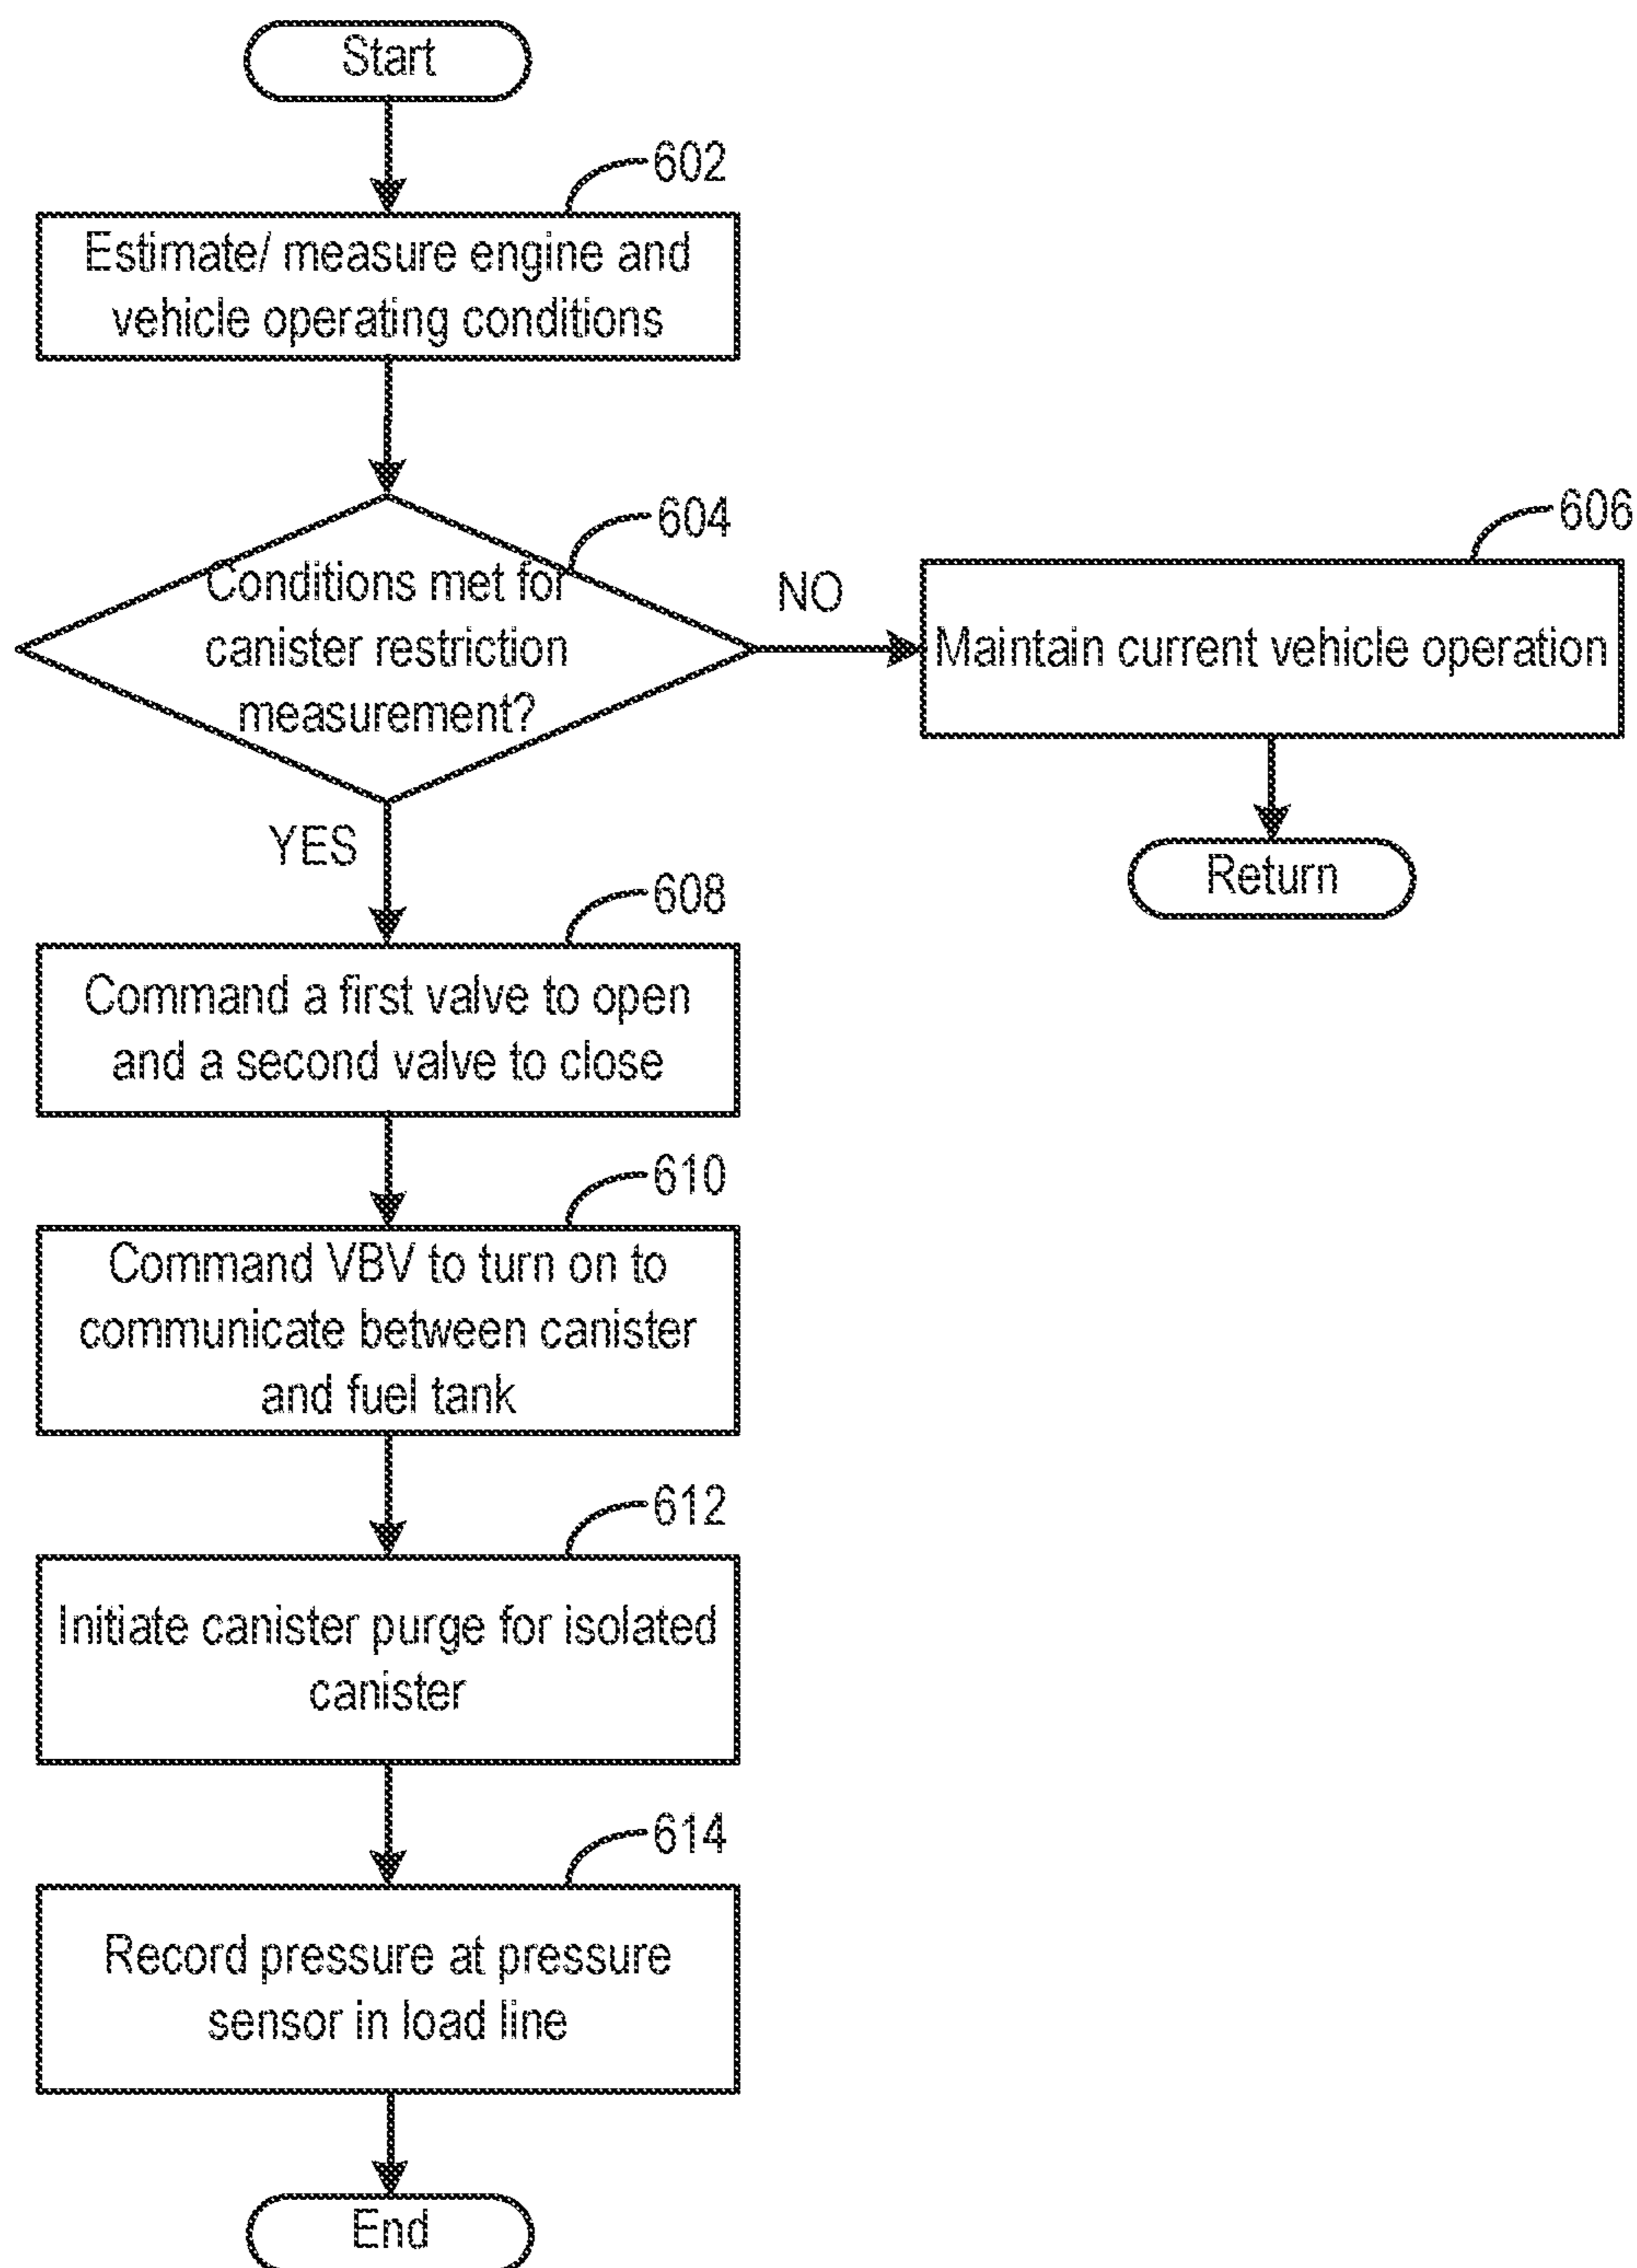 Start
602
Estimate/ measure engine and
vehicle operating conditions
604
Conditions met for
canister restriction
measurement?
NO
606
Maintain current vehicle operation
Return
YES
608
Command a first valve to open
and a second valve to close
610
Command VBV to turn on to
communicate between canister
and fuel tank
612
Initiate canister purge for isolated
canister
614
Record pressure at pressure
sensor in load line
End